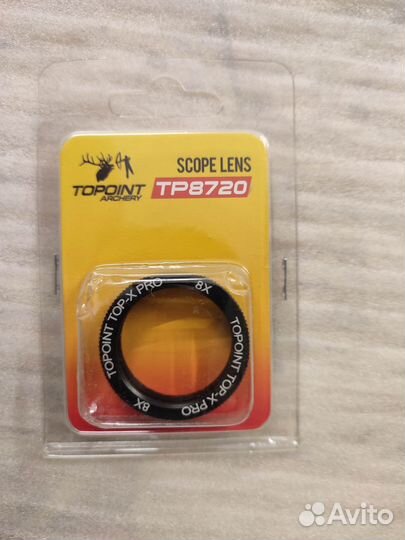 SCOPE LENS
TOPOINT
ARCHERY
TP8720
TOPOINT TOP-X PRO
8X
TOPOINT TOP-X PRO
8X
Avito